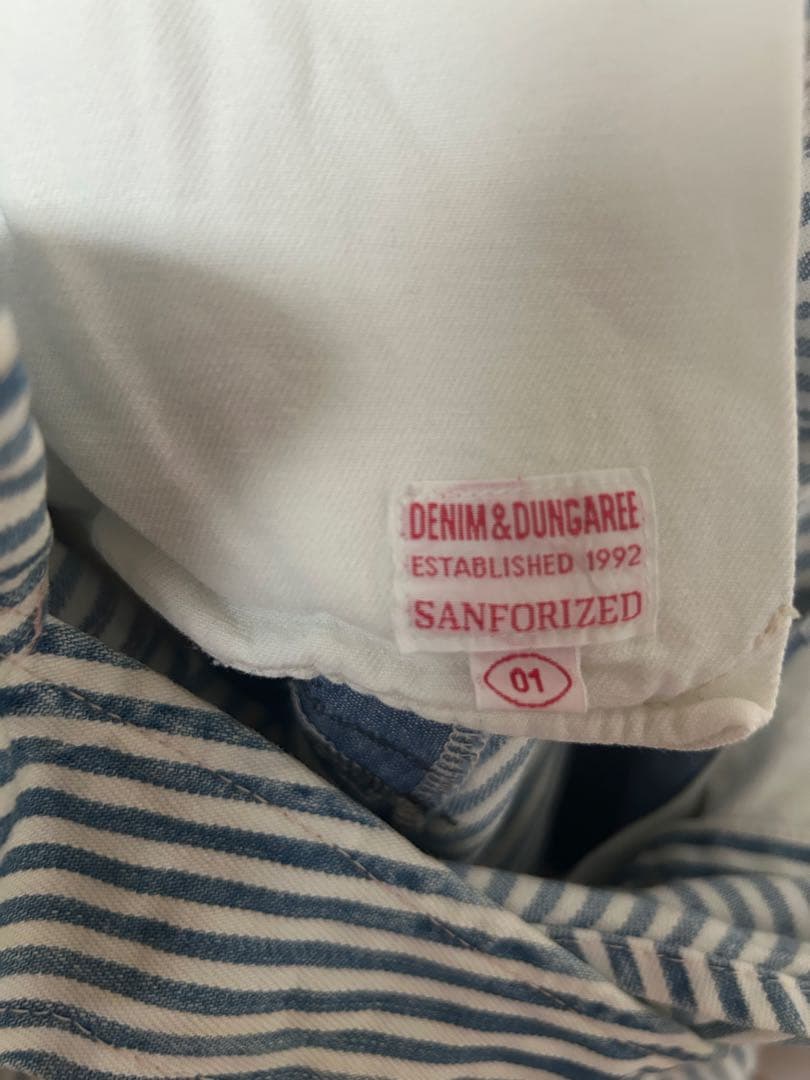 DENIM & DUNGAREE
ESTABLISHED 1992
SANFORIZED
01